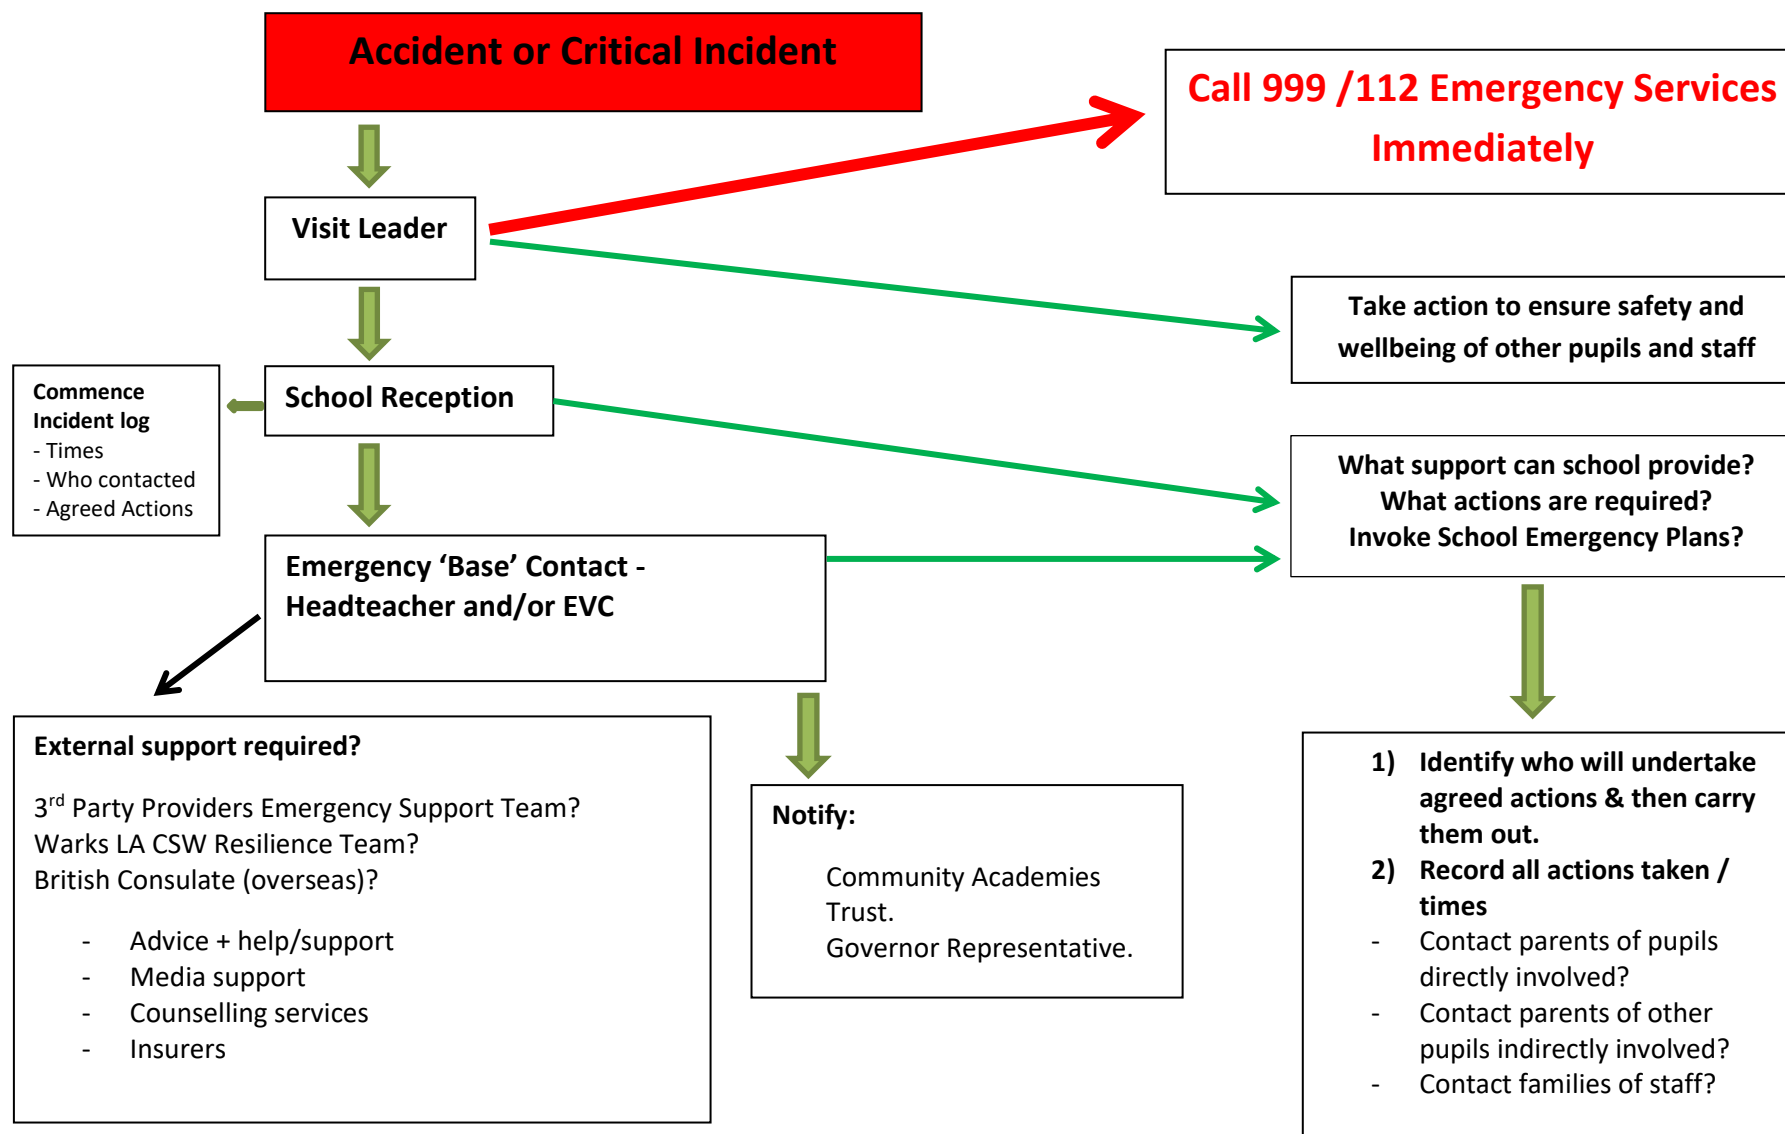 Accident or Critical Incident
Call 999 /112 Emergency Services
Immediately
Visit Leader
Take action to ensure safety and
wellbeing of other pupils and staff
School Reception
Commence
Incident log
- Times
- Who contacted
- Agreed Actions
What support can school provide?
What actions are required?
Invoke School Emergency Plans?
Emergency ‘Base’ Contact -
Headteacher and/or EVC
External support required?
3rd Party Providers Emergency Support Team?
Warks LA CSW Resilience Team?
British Consulate (overseas)?
- Advice + help/support
- Media support
- Counselling services
- Insurers
Notify:
Community Academies
Trust.
Governor Representative.
1) Identify who will undertake
agreed actions & then carry
them out.
2) Record all actions taken /
times
- Contact parents of pupils
directly involved?
- Contact parents of other
pupils indirectly involved?
- Contact families of staff?